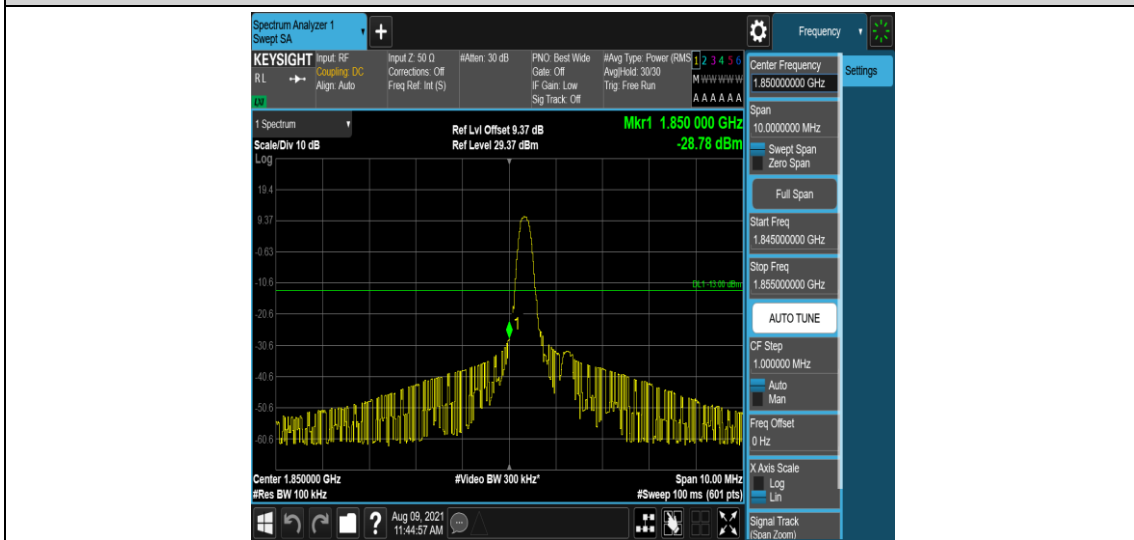 Spectrum Analyzer 1
Swept SA
+
Frequency
KEYSIGHT
RL
Input: RF
Coupling: DC
Align: Auto
Input Z: 50 Ω
Corrections: Off
Freq Ref: Int (S)
#Atten: 30 dB
PNO: Best Wide
Gate: Off
IF Gain: Low
Sig Track: Off
#Avg Type: Power (RMS
Avg|Hold: 30/30
Trig: Free Run
1 2 3 4 5 6
M W W W W W
A A A A A A
1 Spectrum
Scale/Div 10 dB
Log
Ref Lvl Offset 9.37 dB
Ref Level 29.37 dBm
Mkr1 1.850 000 GHz
-28.78 dBm
19.4
9.37
-0.63
-10.6
DL1 -13.00 dBm
-20.6
1
-30.6
-40.6
-50.6
-60.6
Center 1.850000 GHz
#Res BW 100 kHz
#Video BW 300 kHz*
Span 10.00 MHz
#Sweep 100 ms (601 pts)
Center Frequency
1.850000000 GHz
Settings
Span
10.0000000 MHz
Swept Span
Zero Span
Full Span
Start Freq
1.845000000 GHz
Stop Freq
1.855000000 GHz
AUTO TUNE
CF Step
1.000000 MHz
Auto
Man
Freq Offset
0 Hz
X Axis Scale
Log
Lin
Signal Track
(Span Zoom)
?
Aug 09, 2021
11:44:57 AM